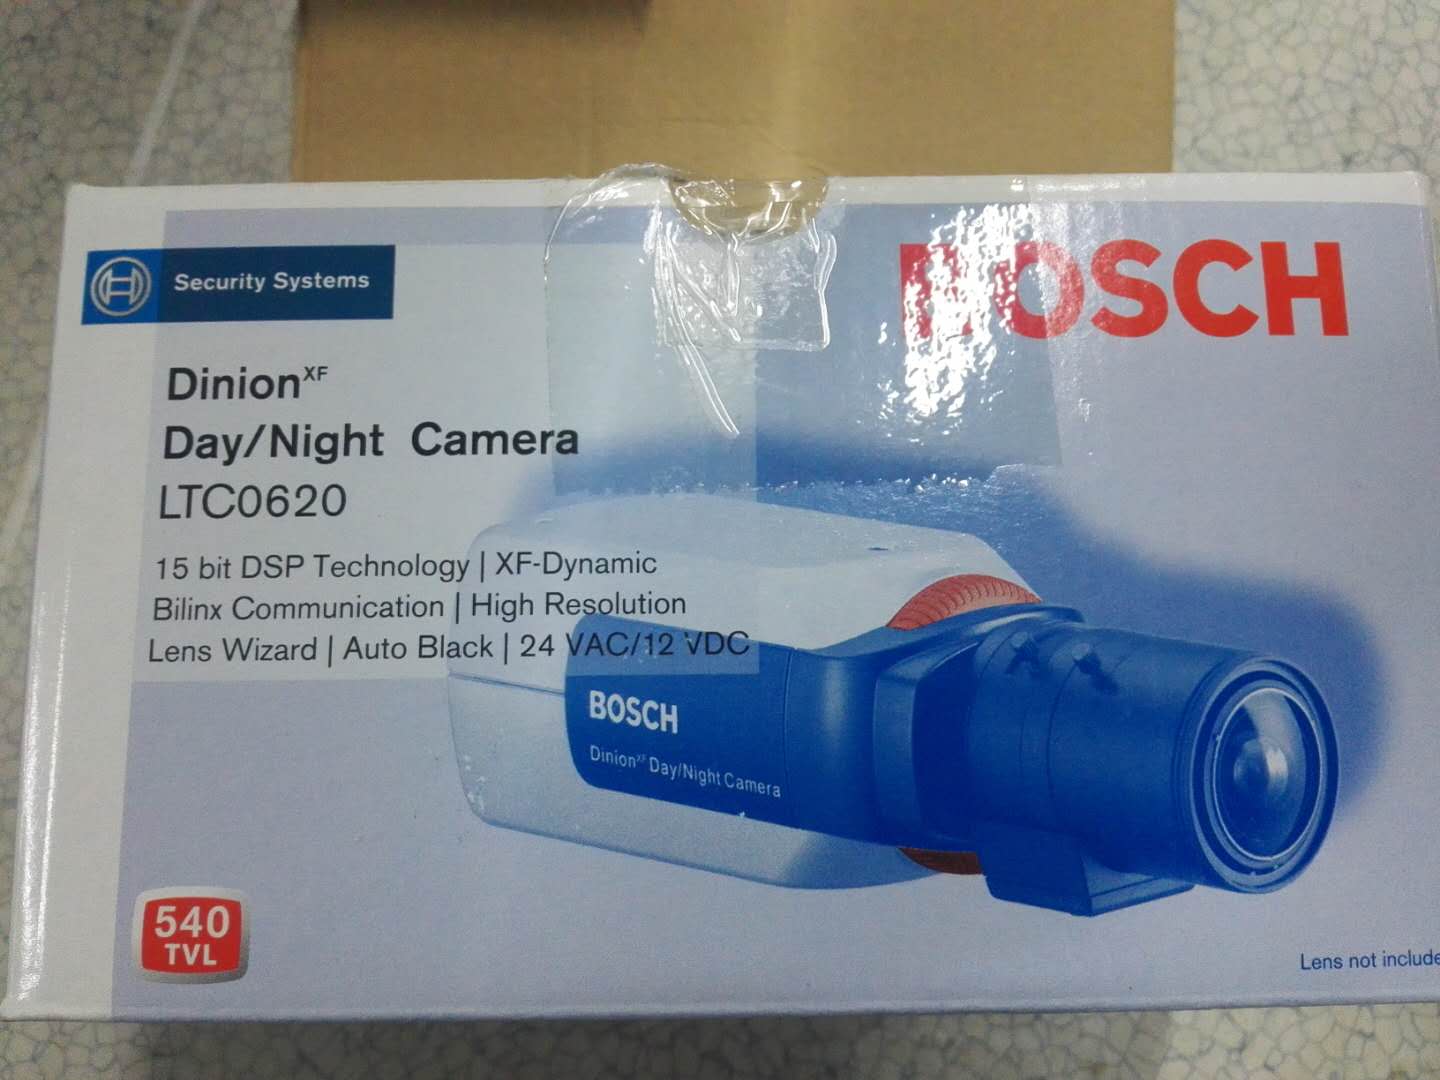 Security Systems
BOSCH
Dinion XF
Day/Night Camera
LTC0620
15 bit DSP Technology | XF-Dynamic
Bilinx Communication | High Resolution
Lens Wizard | Auto Black | 24 VAC/12 VDC
BOSCH
Dinion XF Day/Night Camera
540
TVL
Lens not include